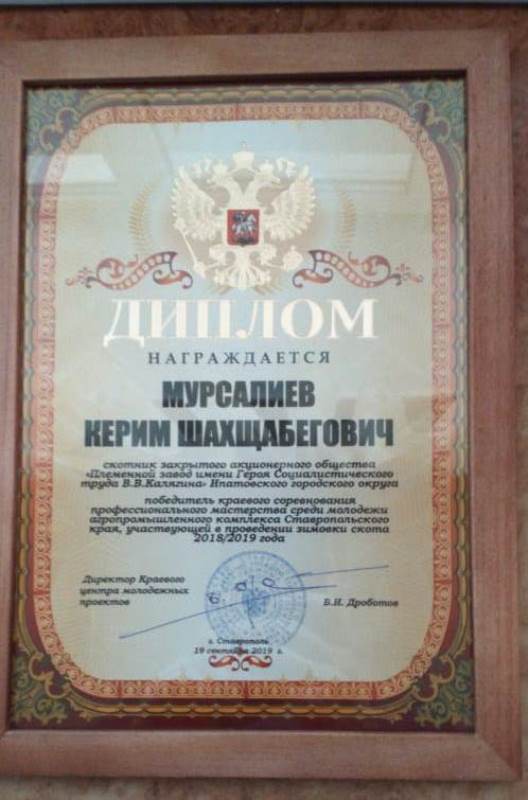 ДИПЛОМ
НАГРАЖДАЕТСЯ
МУРСАЛИЕВ
КЕРИМ ШАХЩАБЕГОВИЧ
скотник закрытого акционерного общества
«Племенной завод имени Героя Социалистического
труда В.В.Калягина» Ипатовского городского округа
победитель краевого соревнования
профессионального мастерства среди молодежи
агропромышленного комплекса Ставропольского
края, участвующей в проведении зимовки скота
2018/2019 года
Директор Краевого
центра молодежных
проектов
Б.И. Дроботов
г. Ставрополь
19 сентября 2019 г.